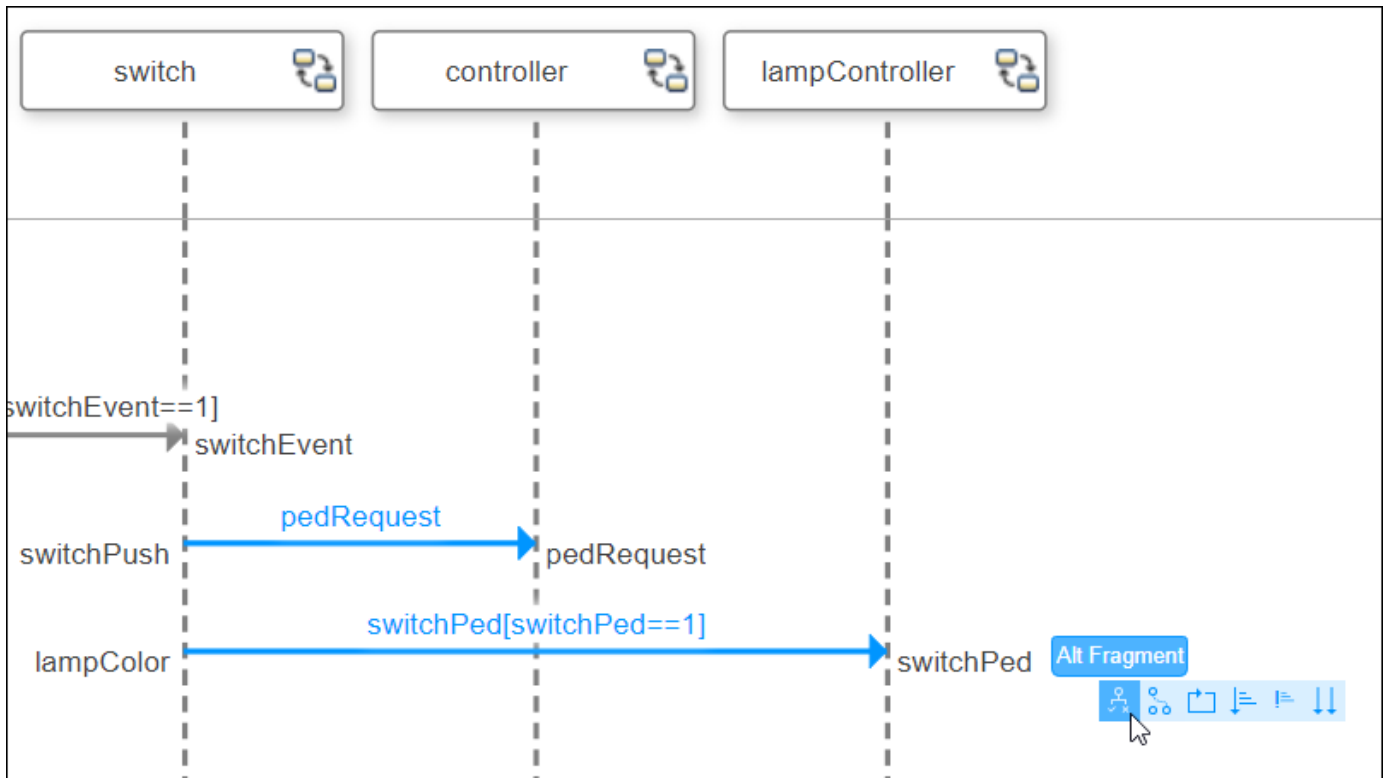 switch
controller
lampController
switchEvent==1]
switchEvent
pedRequest
switchPush
pedRequest
switchPed[switchPed==1]
lampColor
switchPed
Alt Fragment